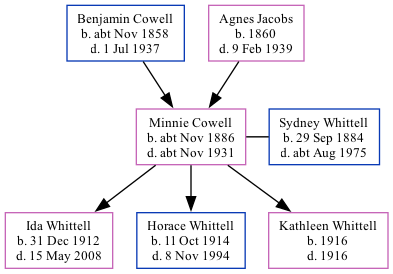 Benjamin Cowell
b. abt Nov 1858
d. 1 Jul 1937
Agnes Jacobs
b. 1860
d. 9 Feb 1939
Minnie Cowell
b. abt Nov 1886
d. abt Nov 1931
Sydney Whittell
b. 29 Sep 1884
d. abt Aug 1975
Ida Whittell
b. 31 Dec 1912
d. 15 May 2008
Horace Whittell
b. 11 Oct 1914
d. 8 Nov 1994
Kathleen Whittell
b. 1916
d. 1916